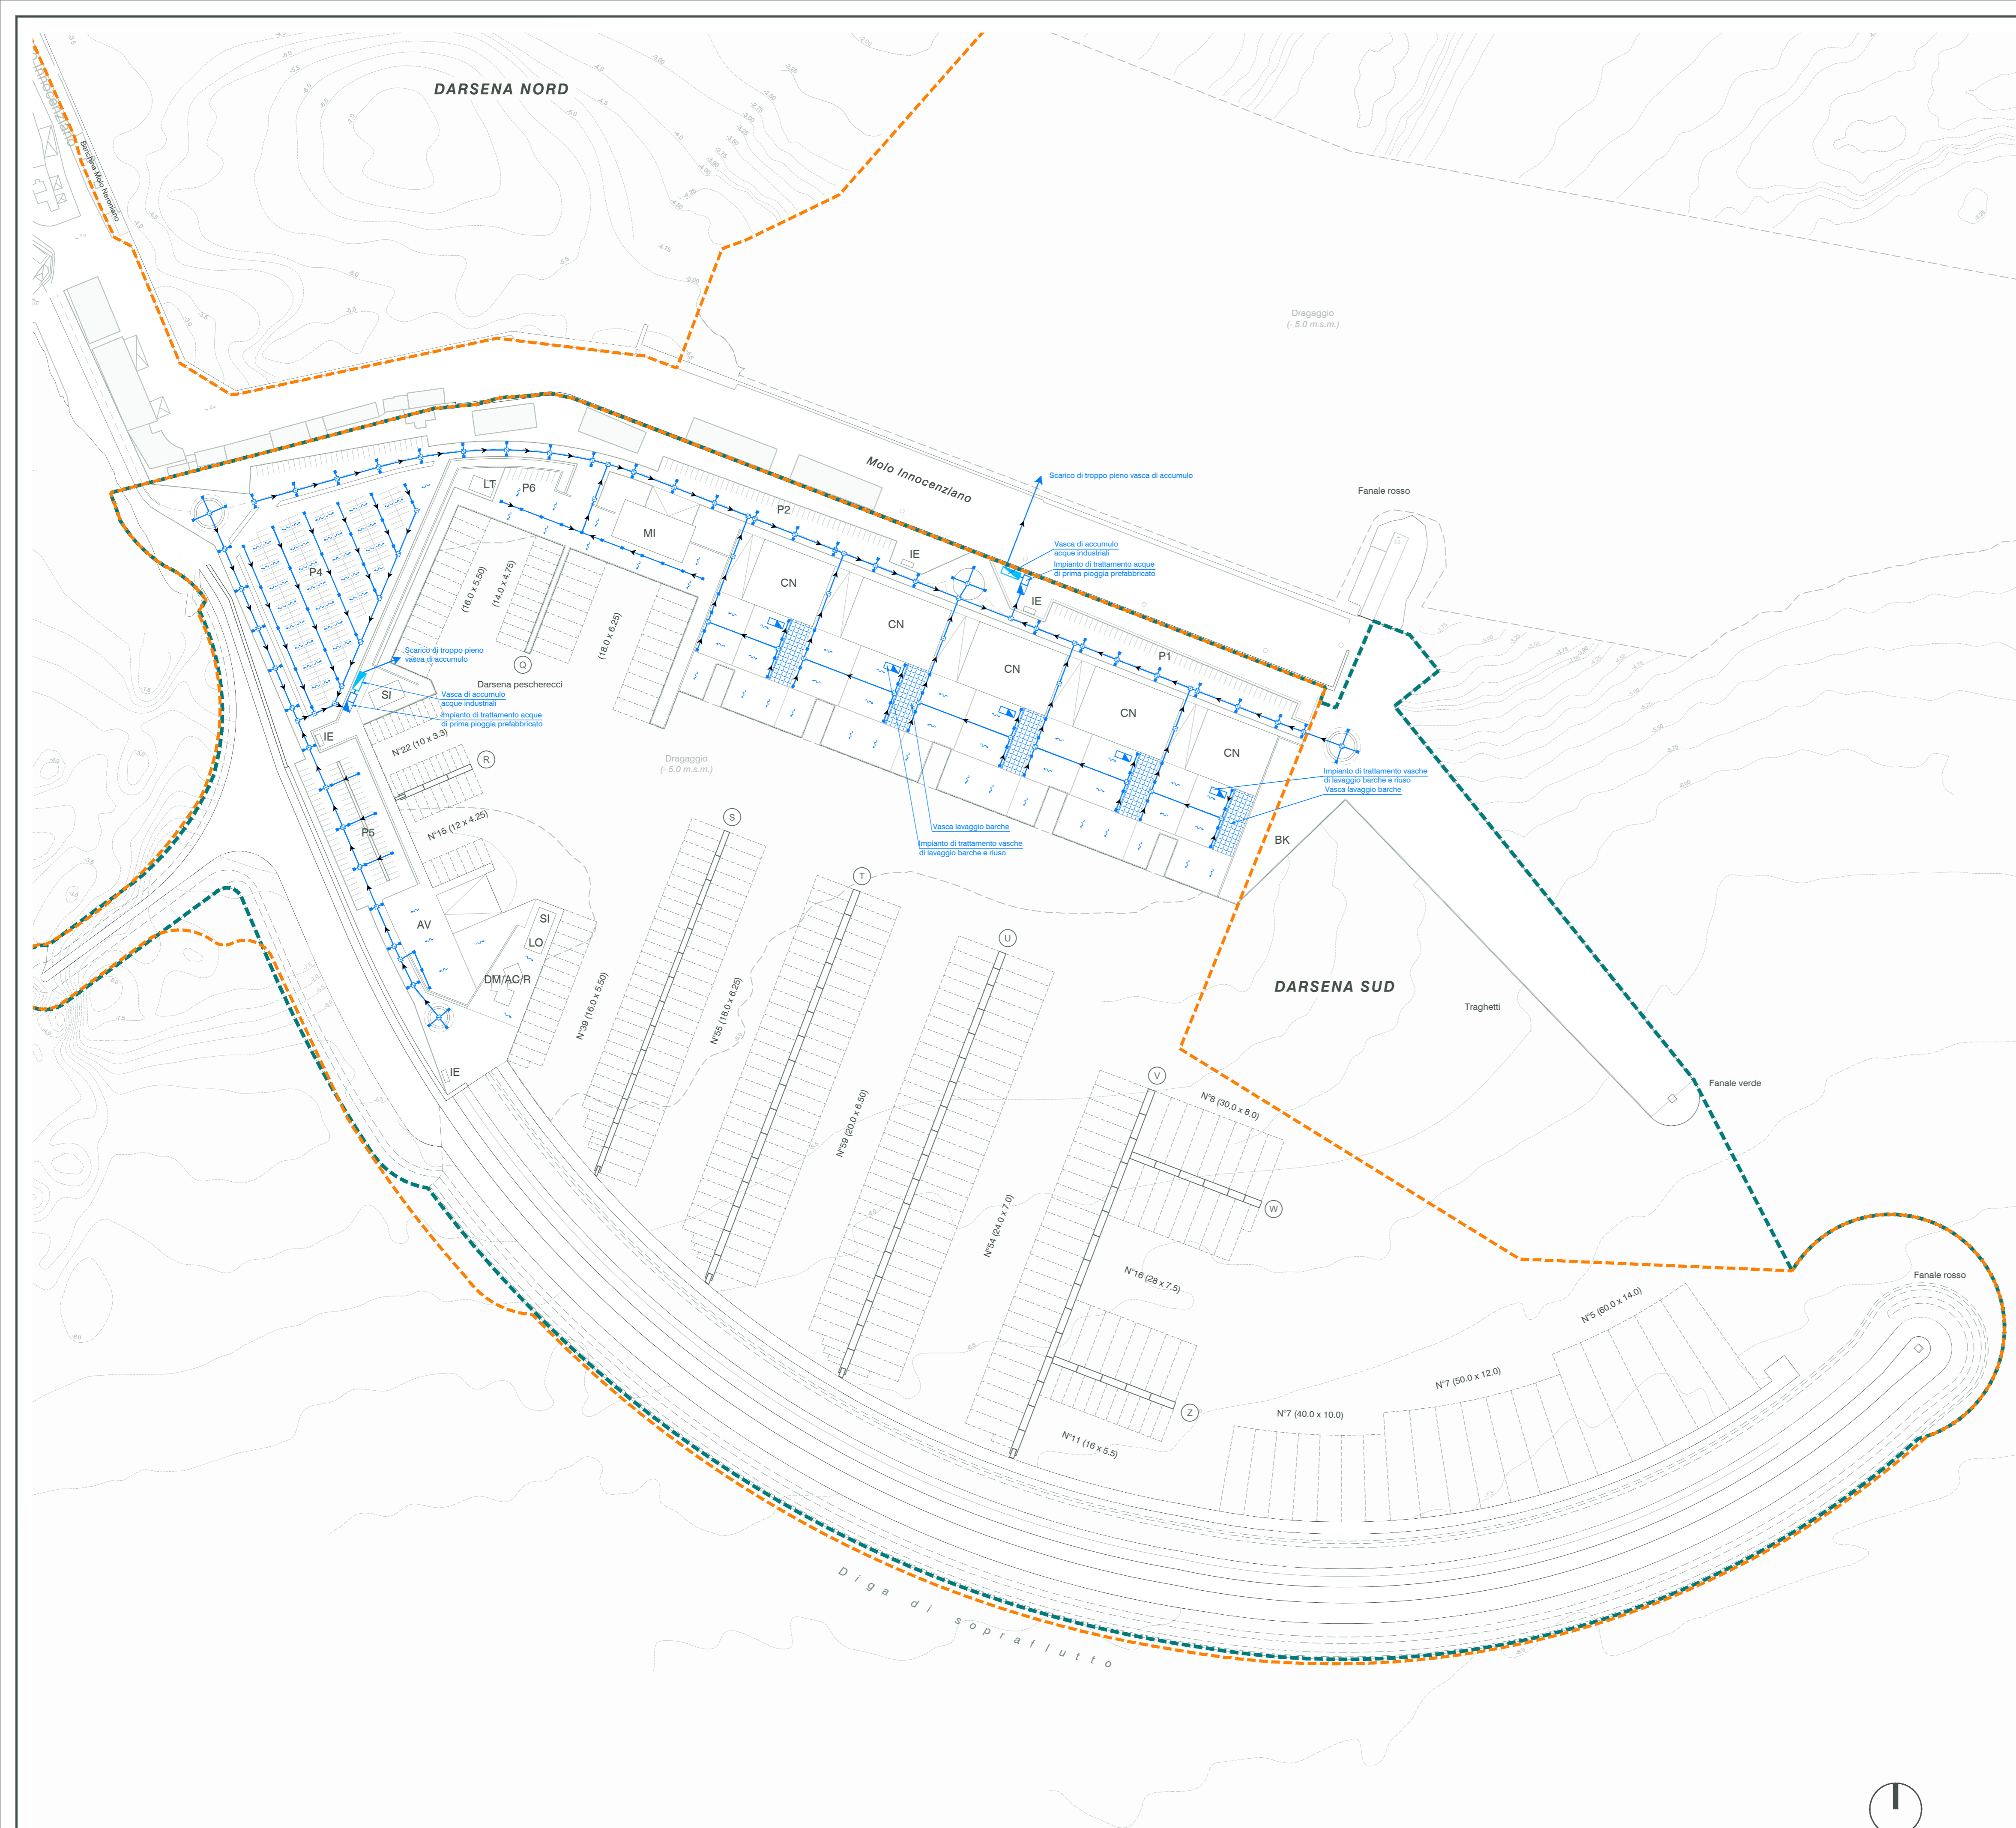 DARSENA NORD
Innocenziano
Banchina Molo Neroniano
Dragaggio
(- 5.0 m.s.m.)
Molo Innocenziano
Scarico di troppo pieno vasca di accumulo
Fanale rosso
LT
P6
P2
MI
IE
Vasca di accumulo
acque industriali
Impianto di trattamento acque
di prima pioggia prefabbricato
P4
(16.0 x 5.50)
(14.0 x 4.75)
(18.0 x 6.25)
CN
CN
CN
CN
CN
IE
P1
Scarico di troppo pieno
vasca di accumulo
Q
Darsena pescherecci
SI
Vasca di accumulo
acque industriali
Impianto di trattamento acque
di prima pioggia prefabbricato
IE
N°22 (10 x 3.3)
R
Dragaggio
(- 5.0 m.s.m.)
Impianto di trattamento vasche
di lavaggio barche e riuso
Vasca lavaggio barche
N°15 (12 x 4.25)
P5
S
Vasca lavaggio barche
Impianto di trattamento vasche
di lavaggio barche e riuso
BK
T
AV
SI
LO
U
DM/AC/R
DARSENA SUD
Traghetti
N°39 (16.0 x 5.50)
N°55 (18.0 x 6.25)
IE
V
Fanale verde
N°8 (30.0 x 8.0)
N°59 (20.0 x 6.50)
W
N°54 (24.0 x 7.0)
N°16 (28 x 7.5)
Fanale rosso
N°5 (60.0 x 14.0)
N°7 (50.0 x 12.0)
N°7 (40.0 x 10.0)
Z
N°11 (16 x 5.5)
Diga di sopraflutto